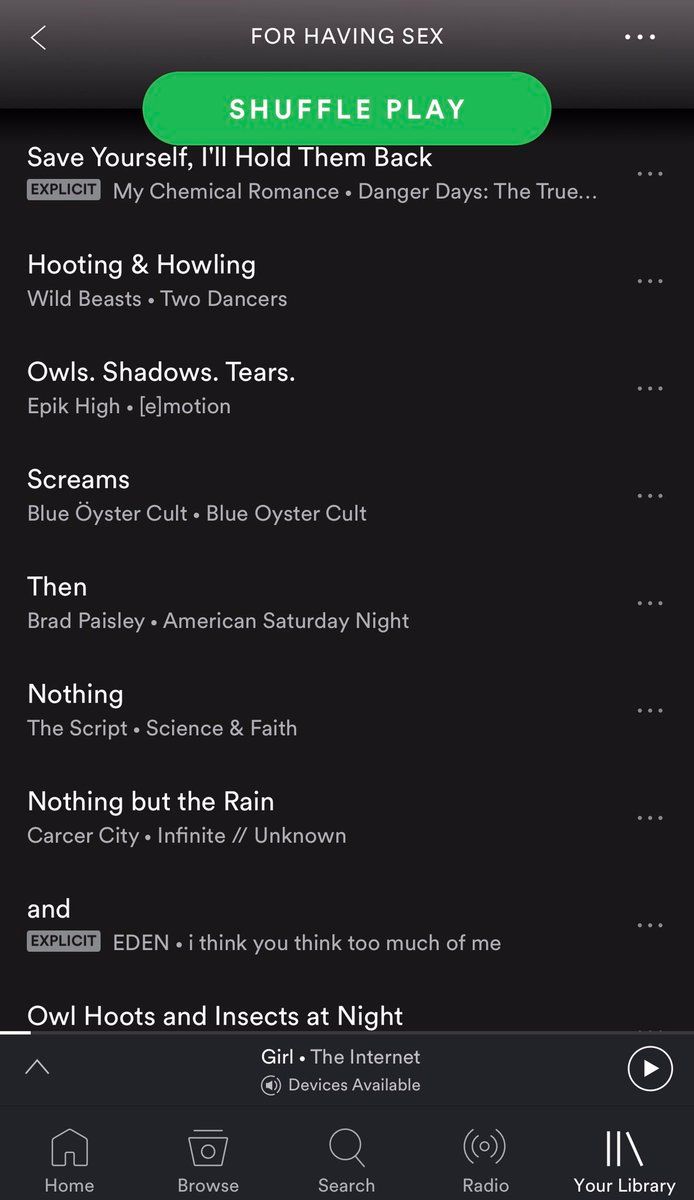 FOR HAVING SEX
SHUFFLE PLAY
Save Yourself, I'll Hold Them Back
EXPLICIT My Chemical Romance • Danger Days: The True...
Hooting & Howling
Wild Beasts • Two Dancers
Owls. Shadows. Tears.
Epik High • [e]motion
Screams
Blue Öyster Cult • Blue Oyster Cult
Then
Brad Paisley • American Saturday Night
Nothing
The Script • Science & Faith
Nothing but the Rain
Carcer City • Infinite // Unknown
and
EXPLICIT EDEN • i think you think too much of me
Owl Hoots and Insects at Night
Girl • The Internet
Devices Available
Home Browse Search Radio Your Library